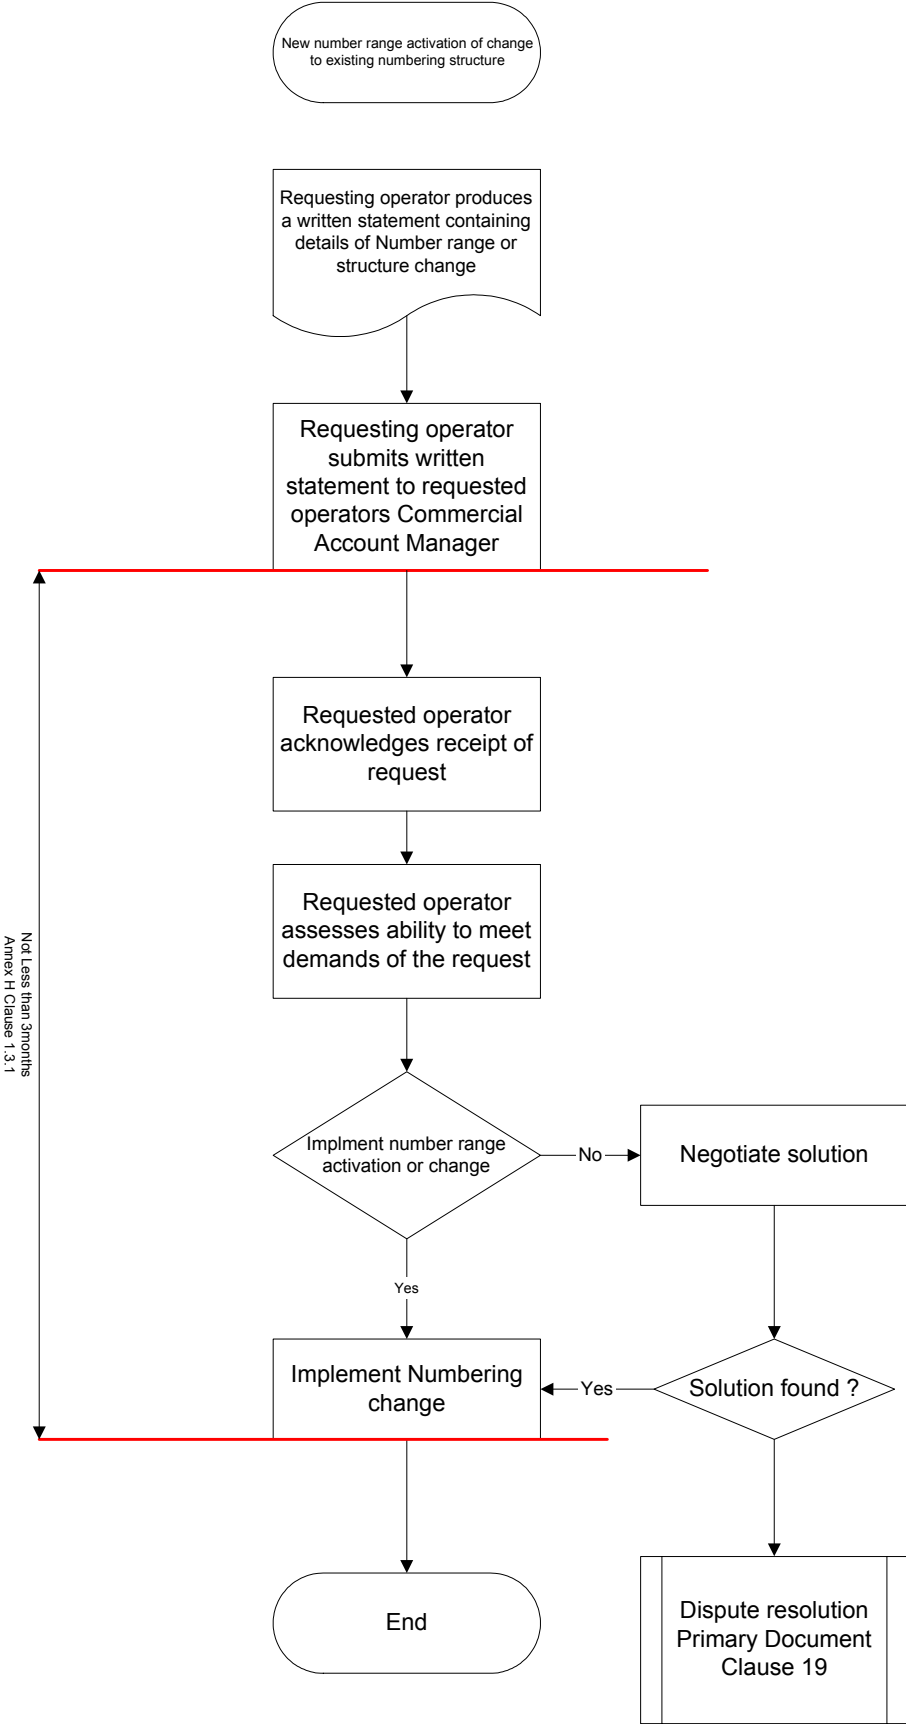 New number range activation of change
to existing numbering structure
Requesting operator produces
a written statement containing
details of Number range or
structure change
Requesting operator
submits written
statement to requested
operators Commercial
Account Manager
Requested operator
acknowledges receipt of
request
Requested operator
assesses ability to meet
demands of the request
Not Less than 3months
Annex H Clause 1.3.1
Implment number range
activation or change
No
Negotiate solution
Yes
Implement Numbering
change
Yes
Solution found ?
End
Dispute resolution
Primary Document
Clause 19